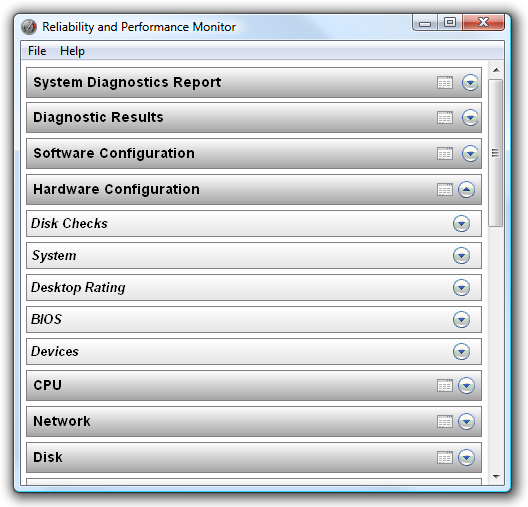 Reliability and Performance Monitor
File Help
System Diagnostics Report
Diagnostic Results
Software Configuration
Hardware Configuration
Disk Checks
System
Desktop Rating
BIOS
Devices
CPU
Network
Disk